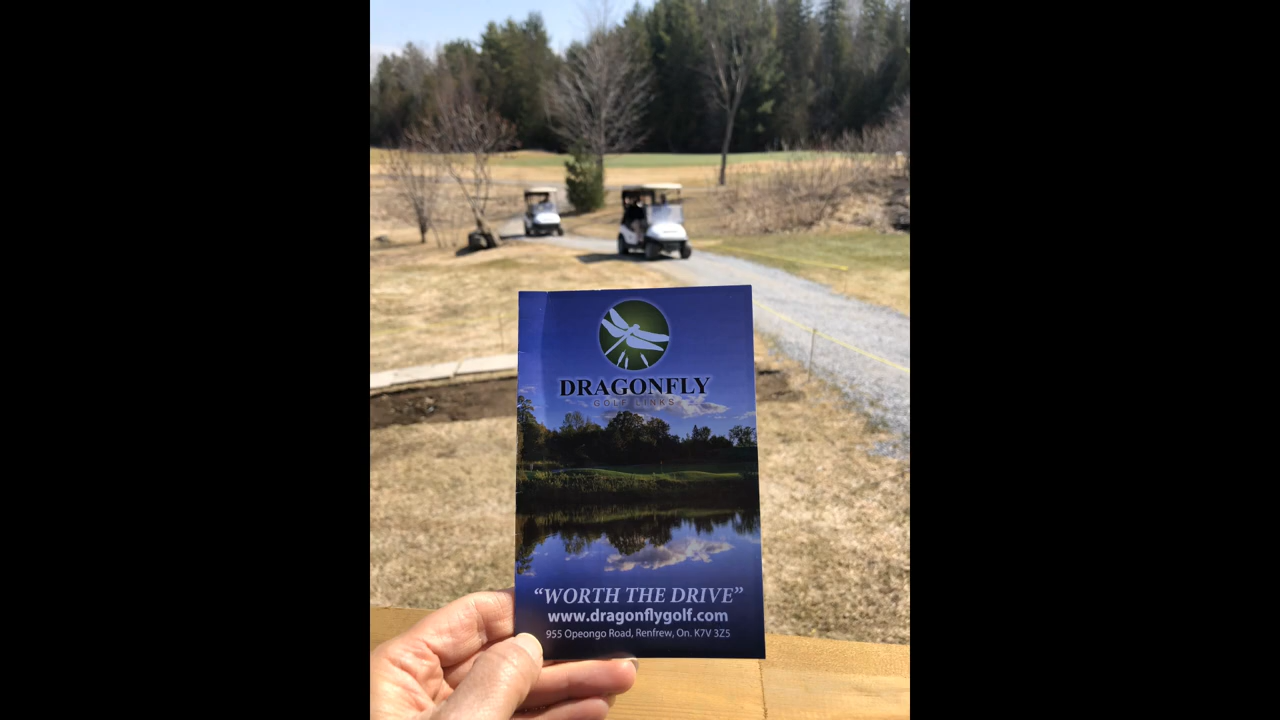 DRAGONFLY
GOLF LINKS
“WORTH THE DRIVE”
www.dragonflygolf.com
955 Opeongo Road, Renfrew, On. K7V 3Z5